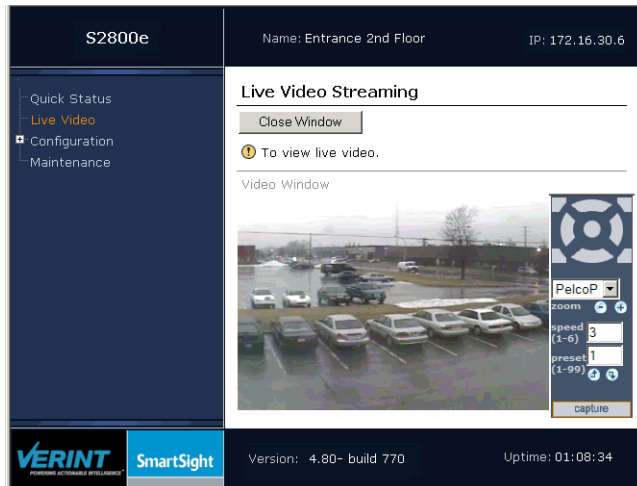 S2800e
Name: Entrance 2nd Floor
IP: 172.16.30.6
Quick Status
Live Video
Configuration
Maintenance
Live Video Streaming
Close Window
To view live video.
Video Window
PelcoP
zoom
speed
(1-6) 3
preset 1
(1-99)
capture
VERINT
POWERING ACTIONABLE INTELLIGENCE
SmartSight
Version: 4.80- build 770
Uptime: 01:08:34